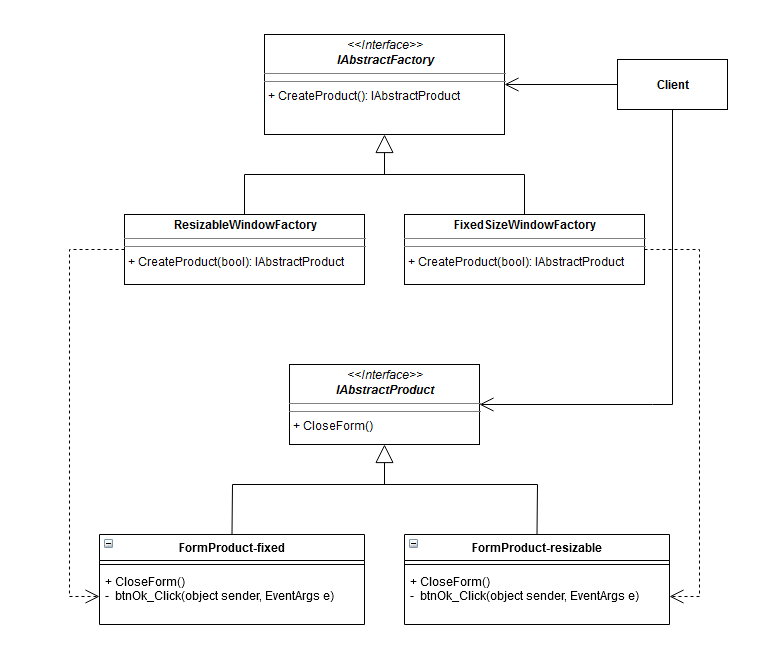 <<Interface>>
IAbstractFactory
+ CreateProduct(): IAbstractProduct
Client
ResizableWindowFactory
+ CreateProduct(bool): IAbstractProduct
FixedSizeWindowFactory
+ CreateProduct(bool): IAbstractProduct
<<Interface>>
IAbstractProduct
+ CloseForm()
FormProduct-fixed
+ CloseForm()
- btnOk_Click(object sender, EventArgs e)
FormProduct-resizable
+ CloseForm()
- btnOk_Click(object sender, EventArgs e)